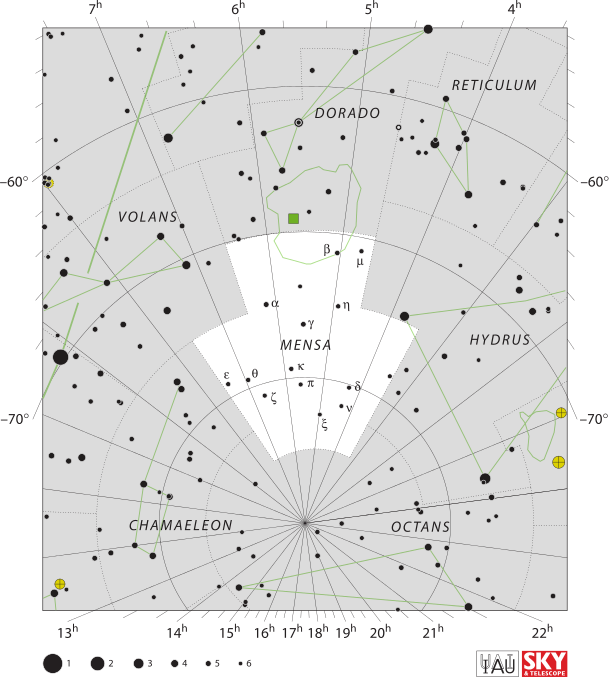 7h 6h 5h 4h
RETICULUM
DORADO
−60° −60°
VOLANS
β μ
α η
γ
HYDRUS
MENSA
κ
ε θ π δ
ζ ν
ξ
−70° −70°
CHAMAELEON OCTANS
13h 14h 15h 16h 17h 18h 19h 20h 21h 22h
1 2 3 4 5 6
IAU SKY
& TELESCOPE